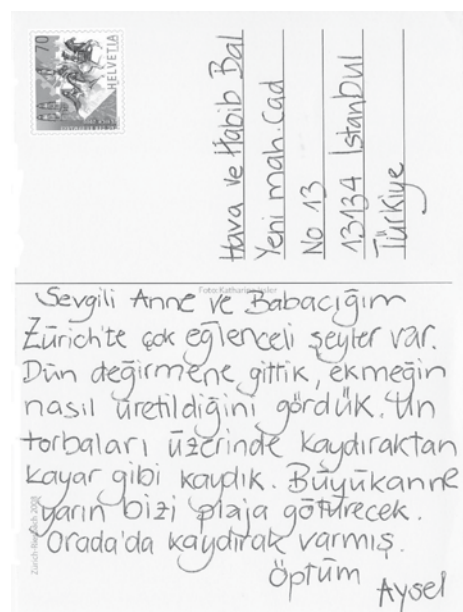 70
HELVETIA
Hava ve Habib Bal
Yeni mah. Cad
No 13
13134 İstanbul
Türkiye
Sevgili Anne ve Babacığım
Zürich'te çok eğlenceli şeyler var.
Dün değirmene gittik, ekmeğin
nasıl üretildiğini gördük. Un
torbaları üzerinde kaydıraktan
kayar gibi kaydık. Büyükanne
yarın bizi plaja götürecek.
Orada'da kaydırak varmış.
Öptüm
Aysel